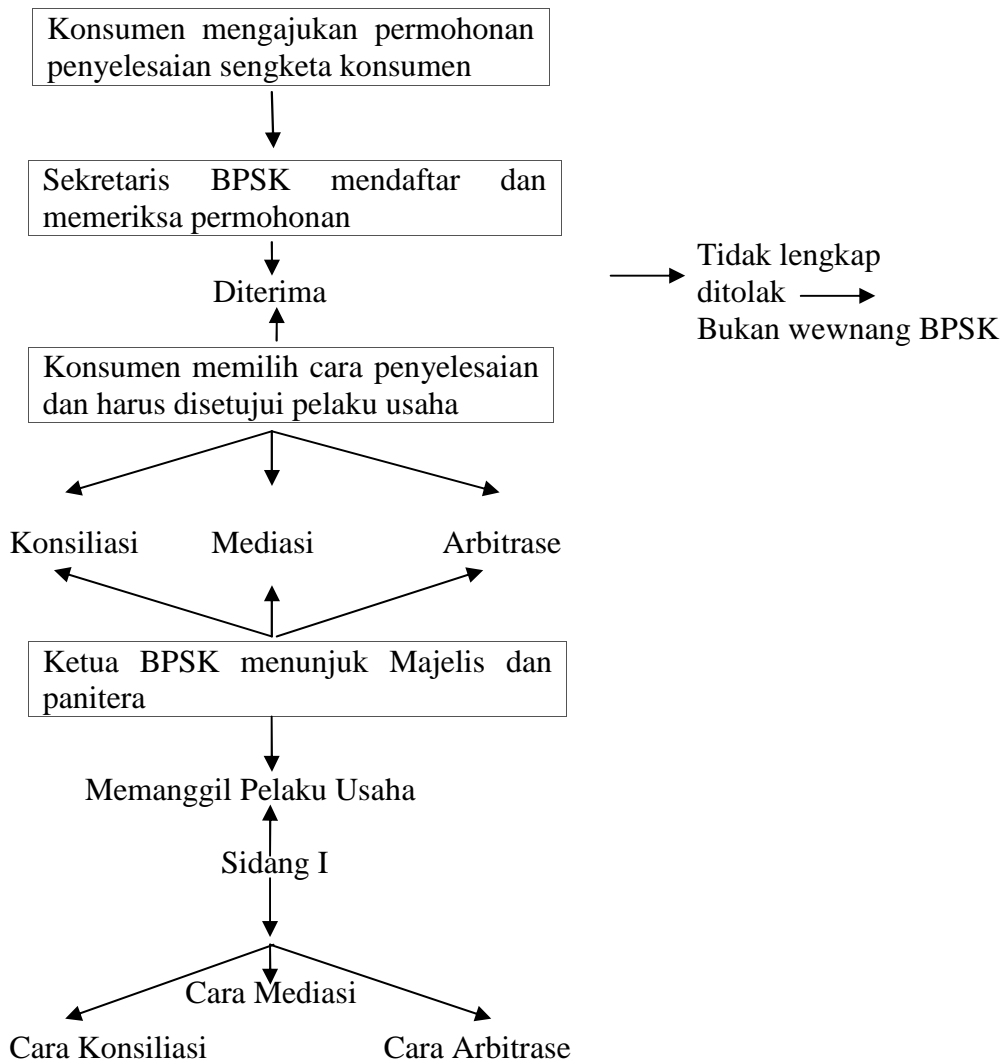 Konsumen mengajukan permohonan
penyelesaian sengketa konsumen
Sekretaris BPSK mendaftar dan
memeriksa permohonan
Tidak lengkap
Diterima
ditolak
Bukan wewnang BPSK
Konsumen memilih cara penyelesaian
dan harus disetujui pelaku usaha
Konsiliasi Mediasi Arbitrase
Ketua BPSK menunjuk Majelis dan
panitera
Memanggil Pelaku Usaha
Sidang I
Cara Mediasi
Cara Konsiliasi Cara Arbitrase